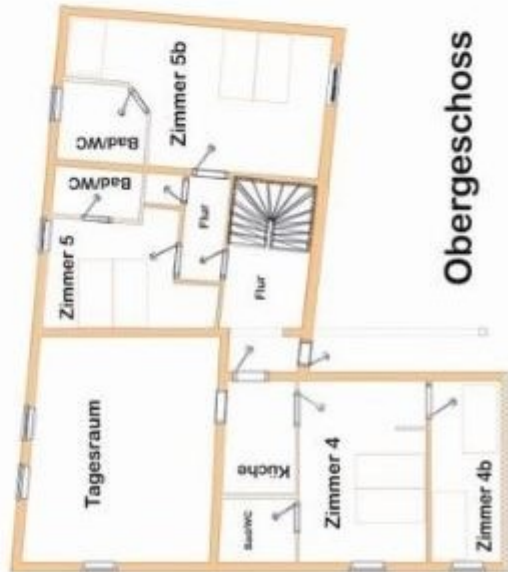 Obergeschoss
Zimmer 5b
Bad/WC
Bad/WC
Zimmer 5
Flur
Flur
Tagesraum
Küche
Bad/WC
Zimmer 4
Zimmer 4b